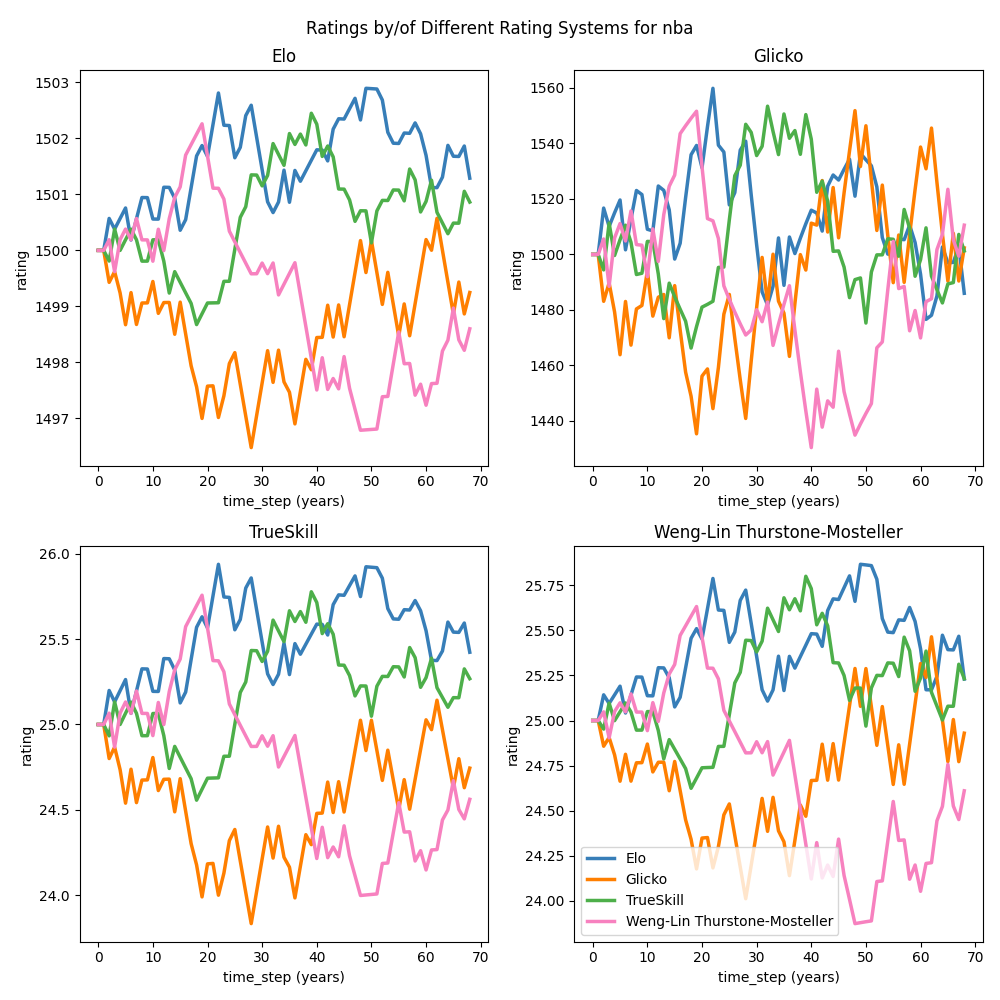 Ratings by/of Different Rating Systems for nba
Elo
1503
1502
1501
1500
1499
1498
1497
rating
0 10 20 30 40 50 60 70
time_step (years)
Glicko
1560
1540
1520
1500
1480
1460
1440
rating
0 10 20 30 40 50 60 70
time_step (years)
TrueSkill
26.0
25.5
25.0
24.5
24.0
rating
0 10 20 30 40 50 60 70
time_step (years)
Weng-Lin Thurstone-Mosteller
25.75
25.50
25.25
25.00
24.75
24.50
24.25
24.00
rating
Elo
Glicko
TrueSkill
Weng-Lin Thurstone-Mosteller
0 10 20 30 40 50 60 70
time_step (years)